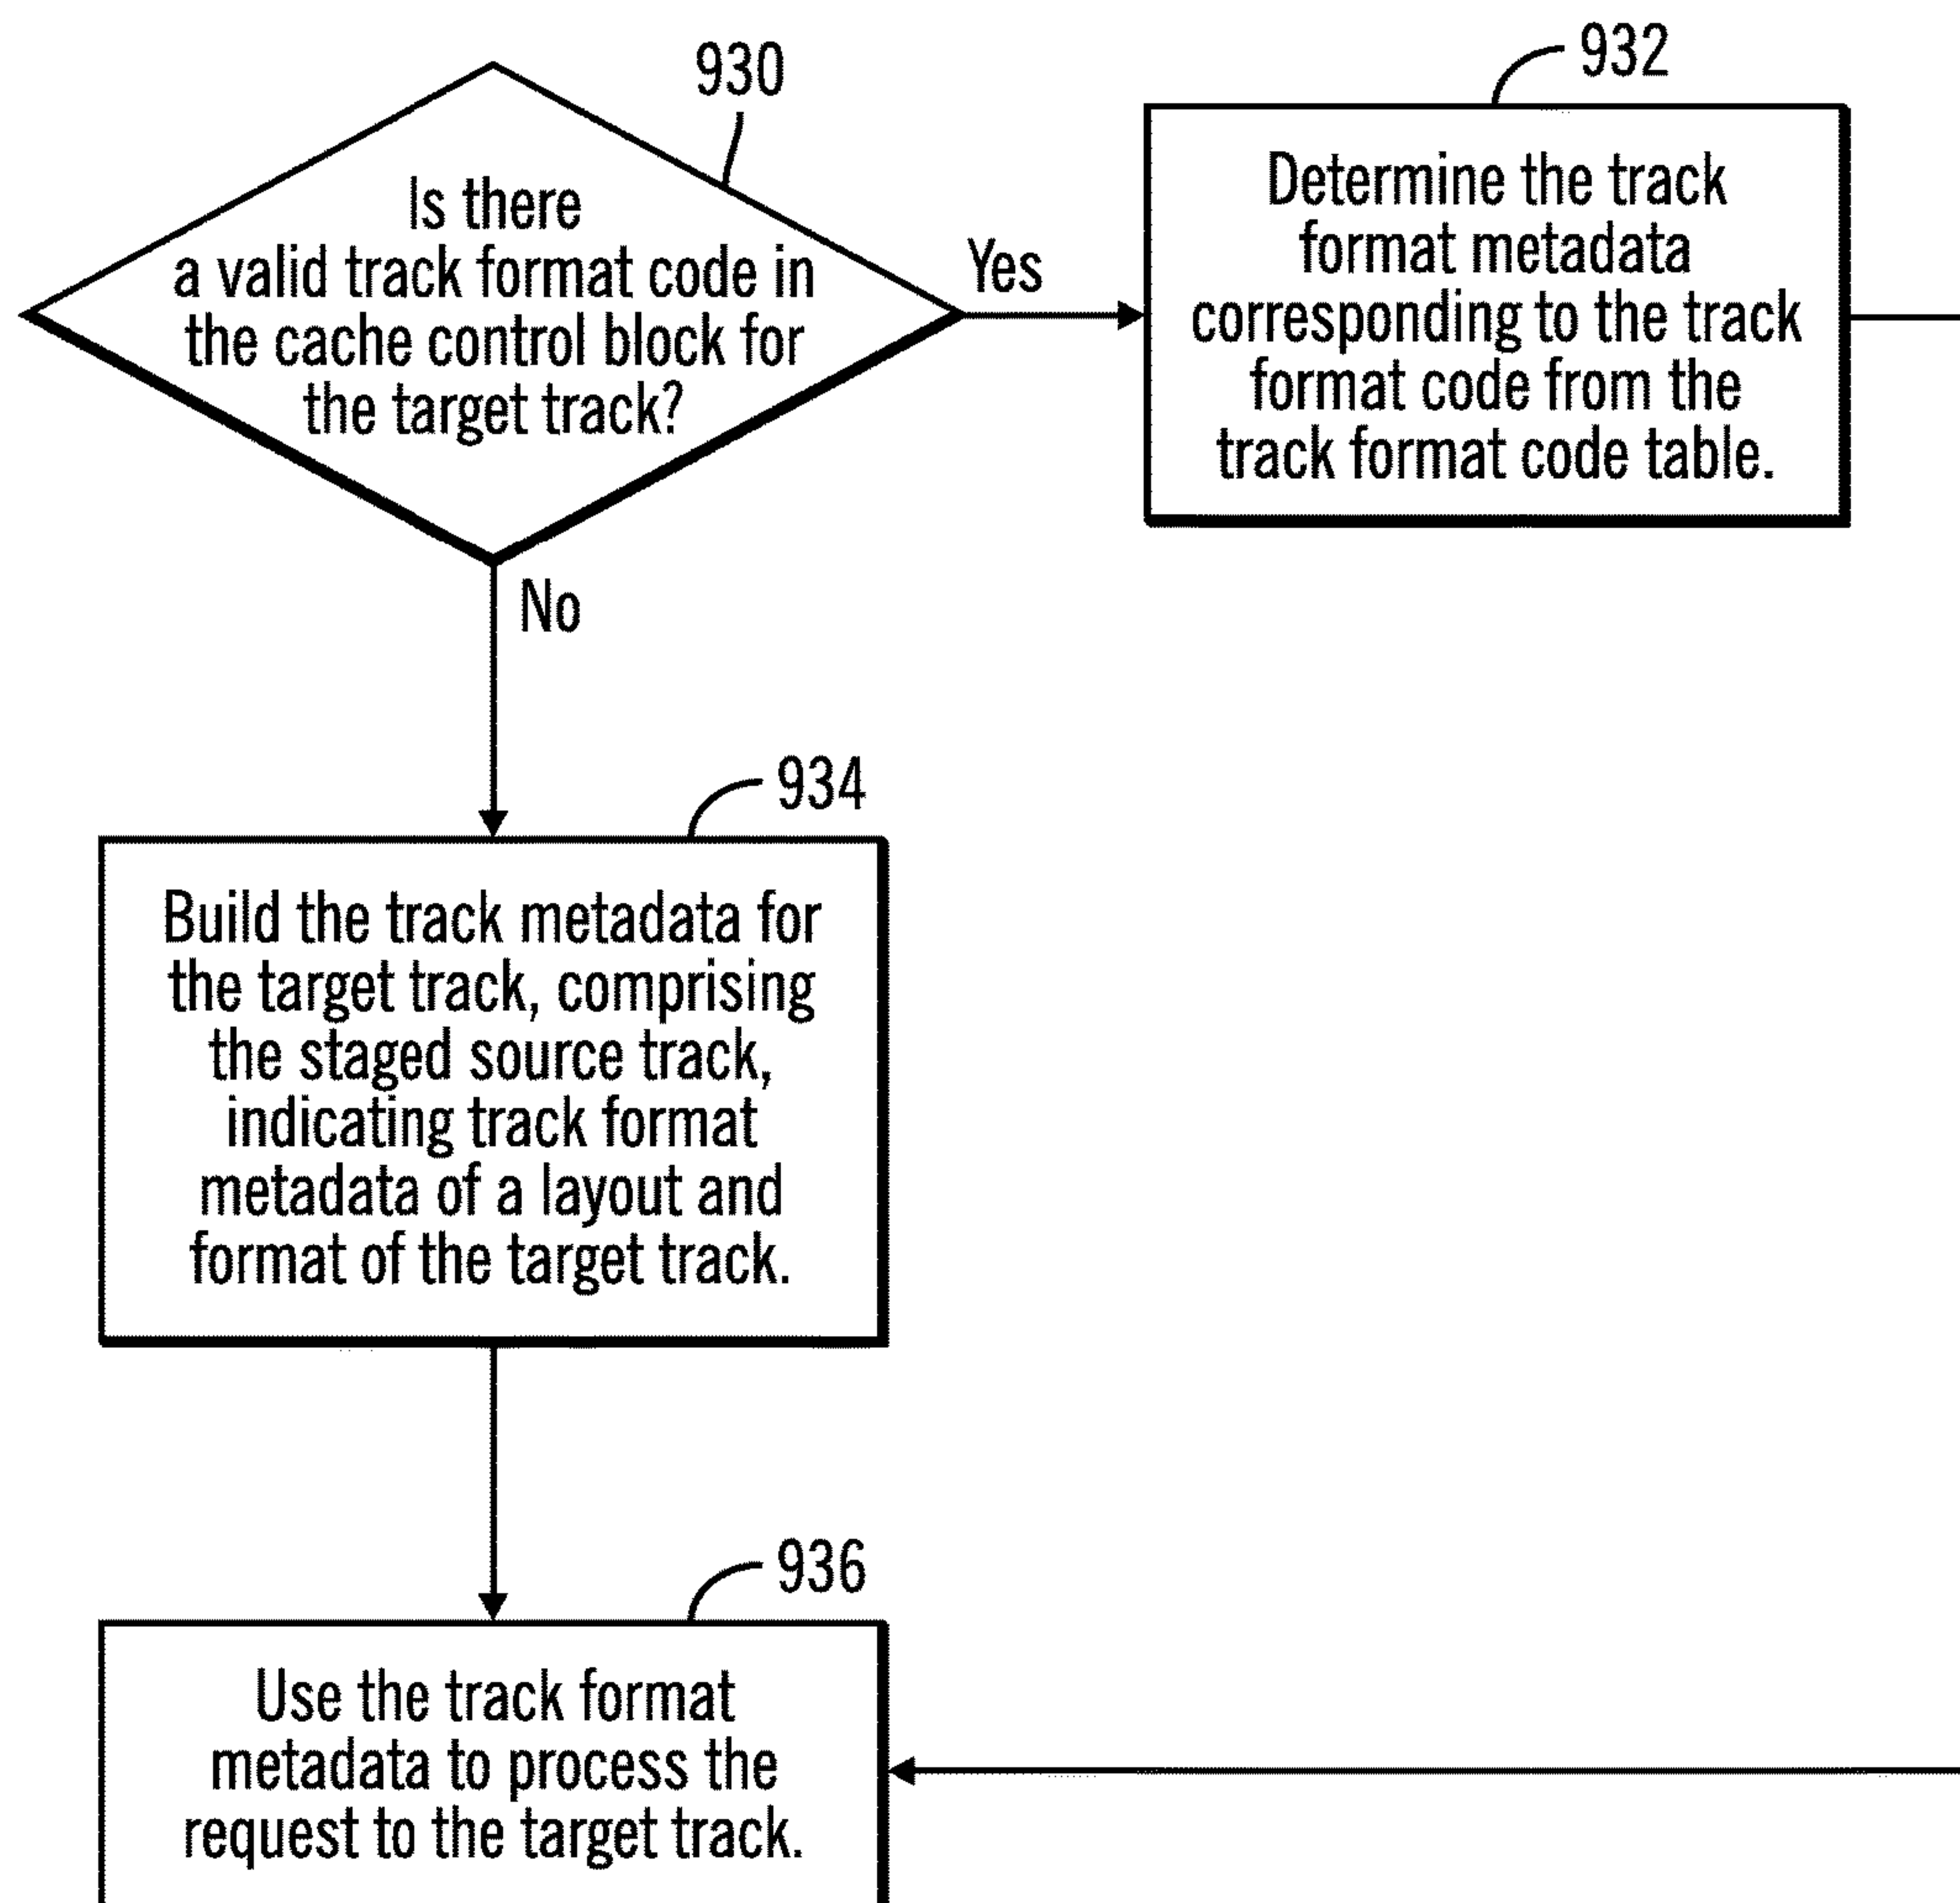 930
Is there
a valid track format code in
the cache control block for
the target track?
Yes
No
932
Determine the track
format metadata
corresponding to the track
format code from the
track format code table.
934
Build the track metadata for
the target track, comprising
the staged source track,
indicating track format
metadata of a layout and
format of the target track.
936
Use the track format
metadata to process the
request to the target track.